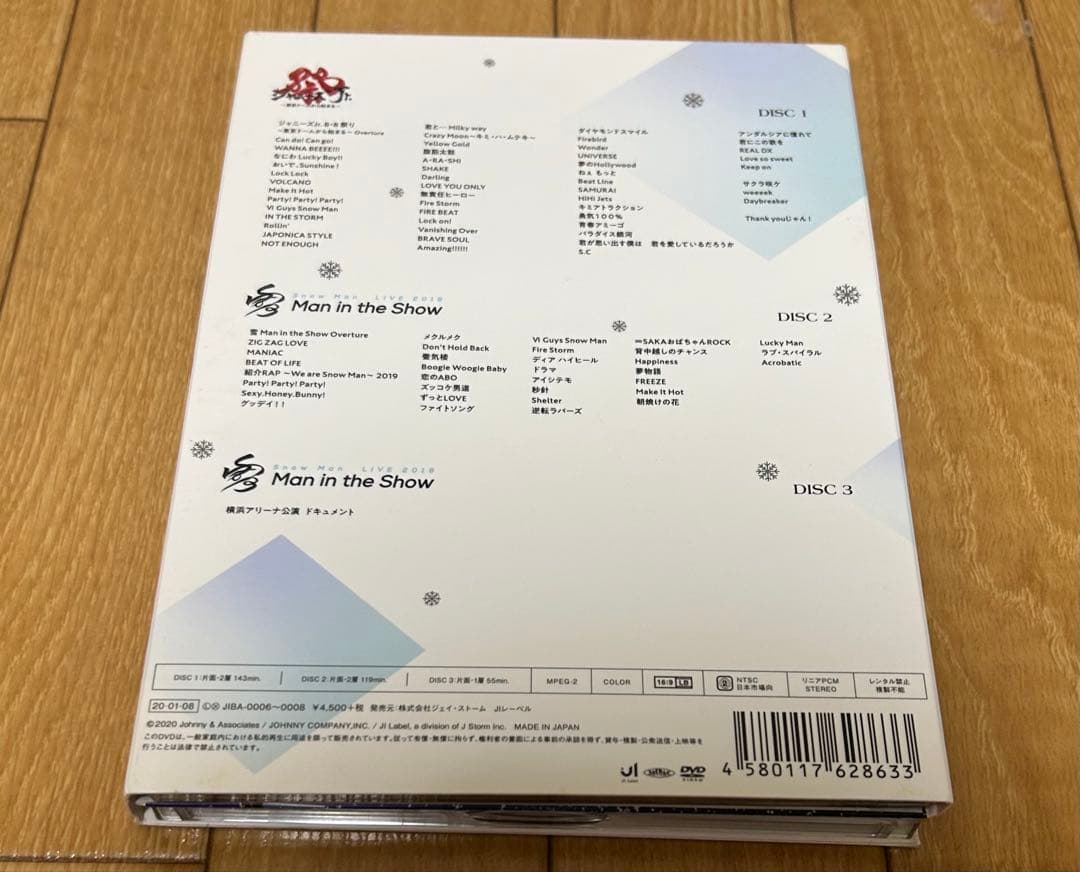 祭
ジャニーズJr.
～東京ドームから始まる～
DISC 1
ジャニーズJr. 8・8祭り
～東京ドームから始まる～ Overture
Can do! Can go!
WANNA BEEFE!!!
なにわ Lucky Boy!!
おいで、Sunshine！
Lock Lock
VOLCANO
Make It Hot
Party! Party! Party!
Vi Guys Snow Man
IN THE STORM
Rollin'
JAPONICA STYLE
NOT ENOUGH
君と…Milky way
Crazy Moon～キミ・ハ・ムテキ～
Yellow Gold
腹筋太鼓
A・RA・SHI
SHAKE
Darling
LOVE YOU ONLY
無責任ヒーロー
Fire Storm
FIRE BEAT
Lock on!
Vanishing Over
BRAVE SOUL
Amazing!!!!!!
ダイヤモンドスマイル
Firebird
Wonder
UNIVERSE
夢のHollywood
ねぇ もっと
Beat Line
SAMURAI
HiHi Jets
キミアトラクション
勇気100％
青春アミーゴ
パラダイス銀河
君が思い出す僕は 君を愛しているだろうか
S.C
アンダルシアに憧れて
君にこの歌を
REAL DX
Love so sweet
Keep on
サクラ咲ケ
weeeek
Daybreaker
Thank youじゃん！
Snow Man LIVE 2019
雪 Man in the Show
DISC 2
雪 Man in the Show Overture
ZIG ZAG LOVE
MANIAC
BEAT OF LIFE
紹介RAP ～We are Snow Man～ 2019
Party! Party! Party!
Sexy.Honey.Bunny!
グッデイ！！
メクルメク
Don't Hold Back
蜃気楼
Boogie Woogie Baby
恋のABO
ズッコケ男道
ずっとLOVE
ファイトソング
Vi Guys Snow Man
Fire Storm
ディア ハイヒール
ドラマ
アイシテモ
秒針
Shelter
逆転ラバーズ
∞SAKAおばちゃんROCK
背中越しのチャンス
Happiness
夢物語
FREEZE
Make It Hot
朝焼けの花
Lucky Man
ラブ・スパイラル
Acrobatic
Snow Man LIVE 2019
雪 Man in the Show
DISC 3
横浜アリーナ公演 ドキュメント
DISC 1：片面・2層 143min.
DISC 2：片面・2層 119min.
DISC 3：片面・1層 55min.
MPEG-2
COLOR
16:9 LB
2 NTSC
日本市場向
リニアPCM
STEREO
レンタル禁止
複製不能
20・01・08 Ⓛ Ⓧ JIBA-0006～0008 ￥4,500＋税 発売元：株式会社ジェイ・ストーム JIレーベル
©2020 Johnny & Associates / JOHNNY COMPANY,INC. / JI Label, a division of J Storm Inc. MADE IN JAPAN
このDVDは、一般家庭内における私的再生に用途を限って販売されています。従って有償・無償に拘らず、権利者の書面による事前の承諾を得ず、賃与・複製・公衆送信・上映等を
行うことは法律で禁止されています。
JI Label
DVD
VIDEO
4 580117 628633